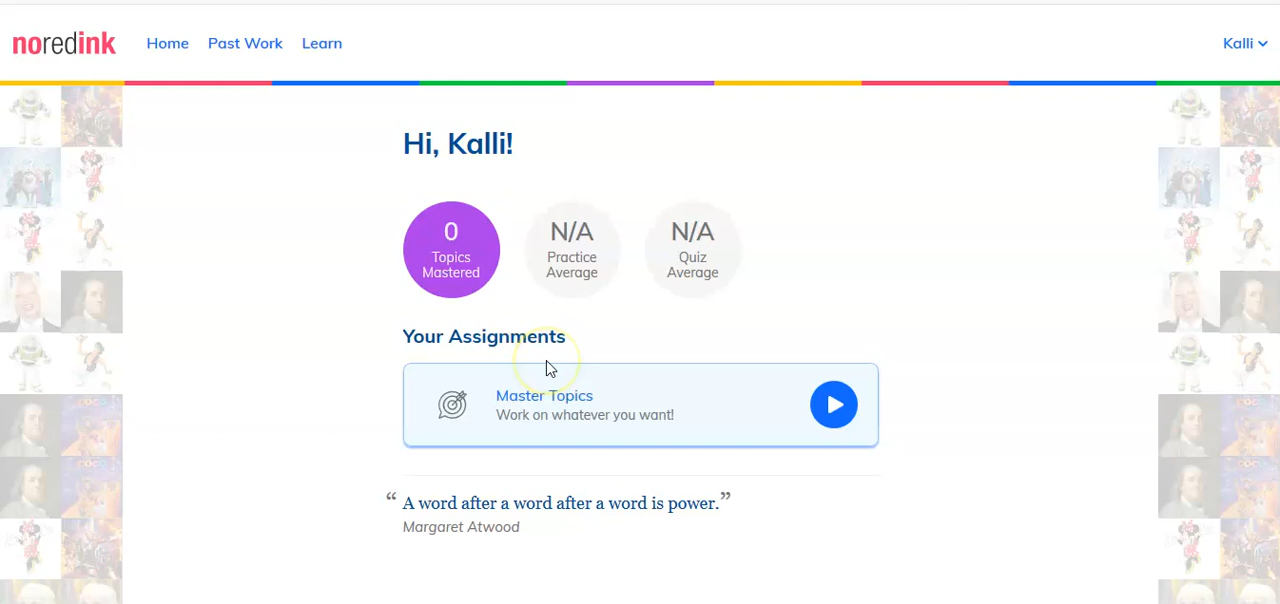 noredink Home Past Work Learn Kalli
Hi, Kalli!
0
Topics
Mastered
N/A
Practice
Average
N/A
Quiz
Average
Your Assignments
Master Topics
Work on whatever you want!
“ A word after a word after a word is power.”
Margaret Atwood